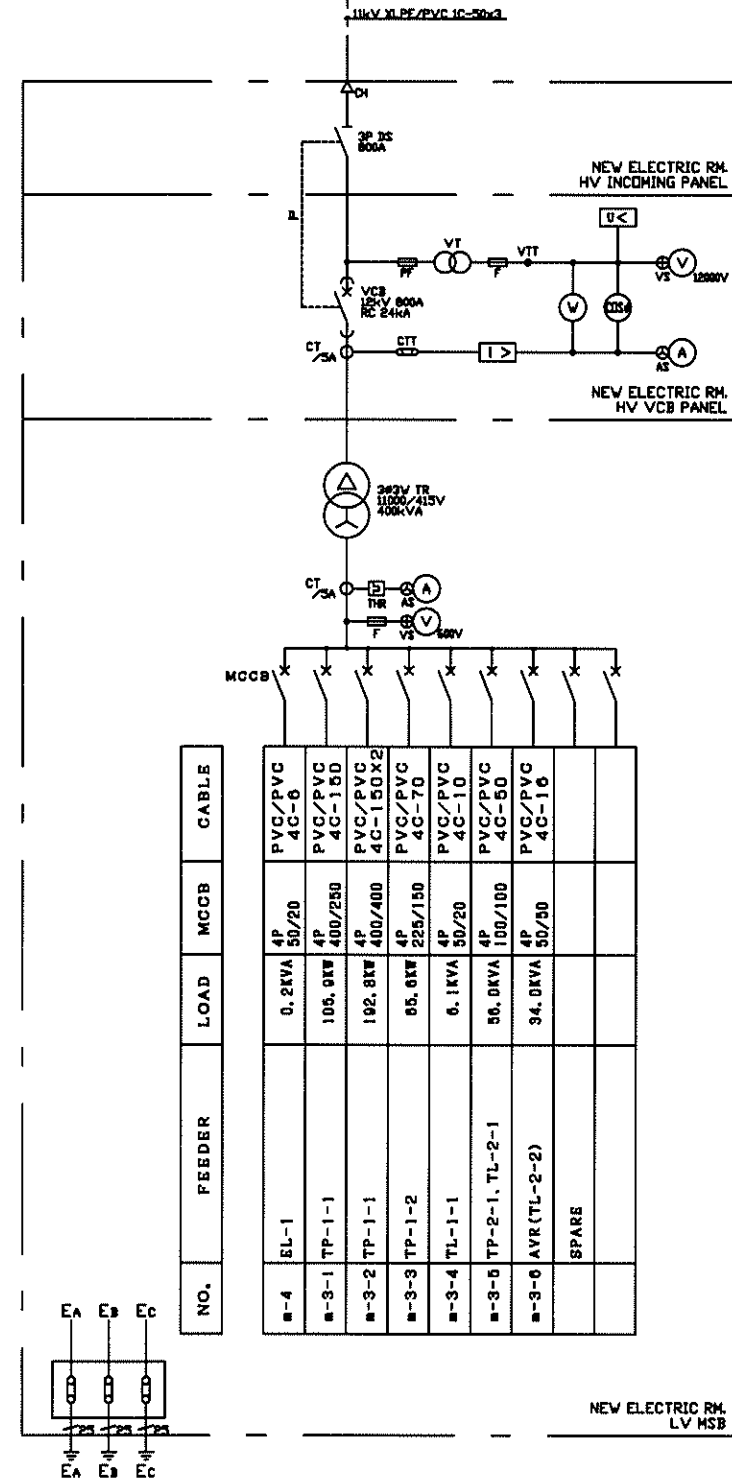 11kV XLPE/PVC 1C-50x3
CH
3P DS
800A
NEW ELECTRIC RM.
HV INCOMING PANEL
U<
VT
VTT
PF
F
VS
V
12000V
VCB
12kV 800A
RC 24kA
W
COSø
CT
/5A
CTT
I >
AS
A
NEW ELECTRIC RM.
HV VCB PANEL
3ø3W TR
11000/415V
400kVA
CT
/5A
THR
AS
A
F
VS
V
600V
MCCB
NO.
FEEDER
LOAD
MCCB
CABLE
m-4
EL-1
0.2KVA
4P
50/20
PVC/PVC
4C-6
m-3-1
TP-1-1
105.9KW
4P
400/250
PVC/PVC
4C-150
m-3-2
TP-1-1
192.8KW
4P
400/400
PVC/PVC
4C-150X2
m-3-3
TP-1-2
65.6KW
4P
225/150
PVC/PVC
4C-70
m-3-4
TL-1-1
6.1KVA
4P
50/20
PVC/PVC
4C-10
m-3-5
TP-2-1, TL-2-1
56.0KVA
4P
100/100
PVC/PVC
4C-50
m-3-6
AVR(TL-2-2)
34.0KVA
4P
50/50
PVC/PVC
4C-16
SPARE
EA EB EC
25 25 25
EA EB EC
NEW ELECTRIC RM.
LV MSB